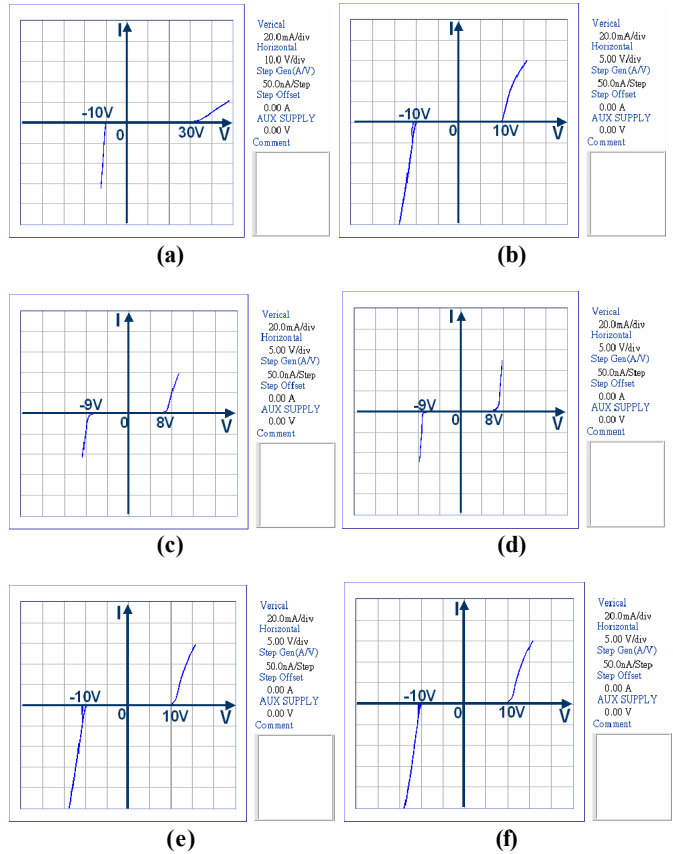 I
-10V
0
30V
V
Verical
20.0mA/div
Horizontal
10.0 V/div
Step Gen(A/V)
50.0nA/Step
Step Offset
0.00 A
AUX SUPPLY
0.00 V
Comment
(a)
I
-10V
0
10V
V
Verical
20.0mA/div
Horizontal
5.00 V/div
Step Gen(A/V)
50.0nA/Step
Step Offset
0.00 A
AUX SUPPLY
0.00 V
Comment
(b)
I
-9V
0
8V
V
Verical
20.0mA/div
Horizontal
5.00 V/div
Step Gen(A/V)
50.0nA/Step
Step Offset
0.00 A
AUX SUPPLY
0.00 V
Comment
(c)
I
-9V
0
8V
V
Verical
20.0mA/div
Horizontal
5.00 V/div
Step Gen(A/V)
50.0nA/Step
Step Offset
0.00 A
AUX SUPPLY
0.00 V
Comment
(d)
I
-10V
0
10V
V
Verical
20.0mA/div
Horizontal
5.00 V/div
Step Gen(A/V)
50.0nA/Step
Step Offset
0.00 A
AUX SUPPLY
0.00 V
Comment
(e)
I
-10V
0
10V
V
Verical
20.0mA/div
Horizontal
5.00 V/div
Step Gen(A/V)
50.0nA/Step
Step Offset
0.00 A
AUX SUPPLY
0.00 V
Comment
(f)